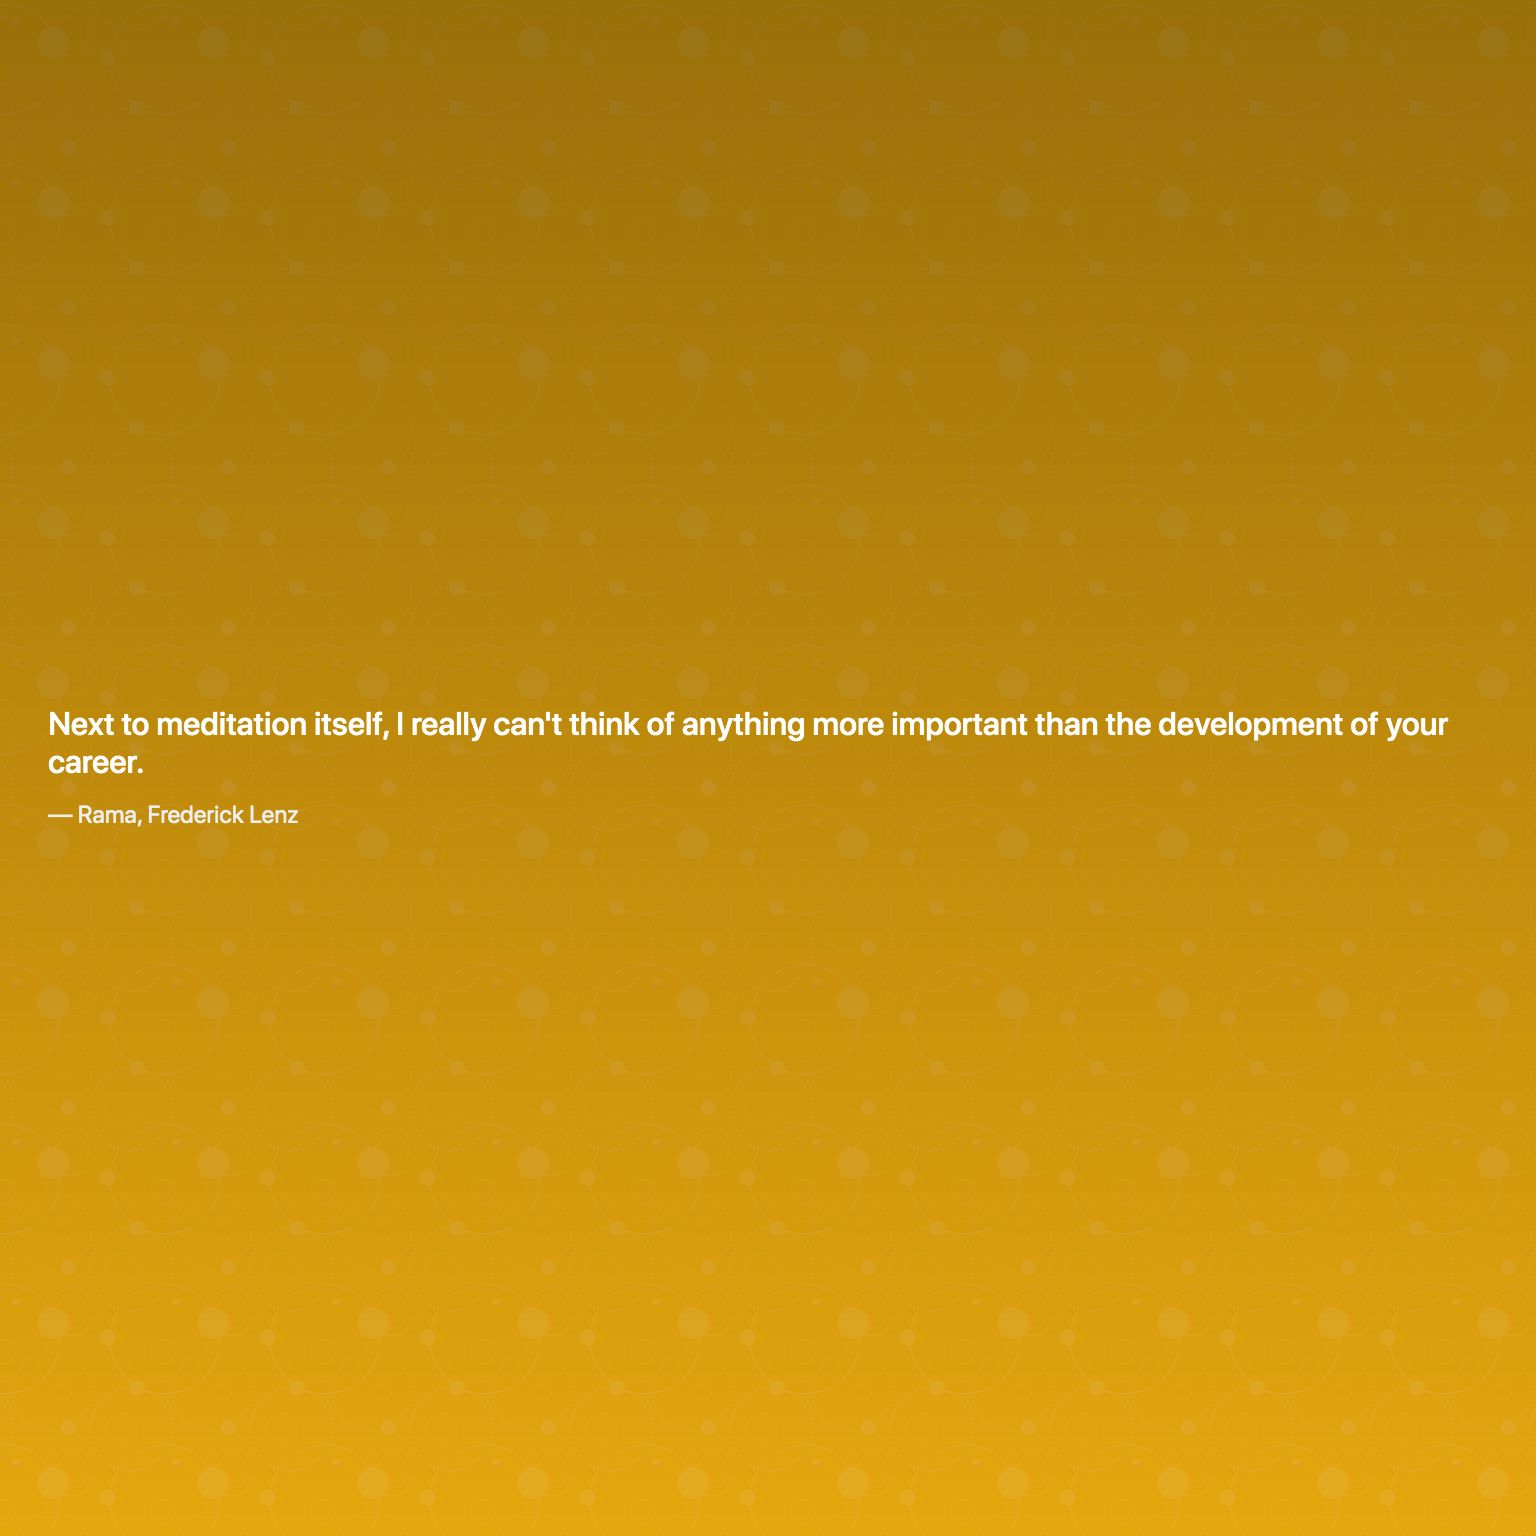 Next to meditation itself, I really can't think of anything more important than the development of your
career.
— Rama, Frederick Lenz